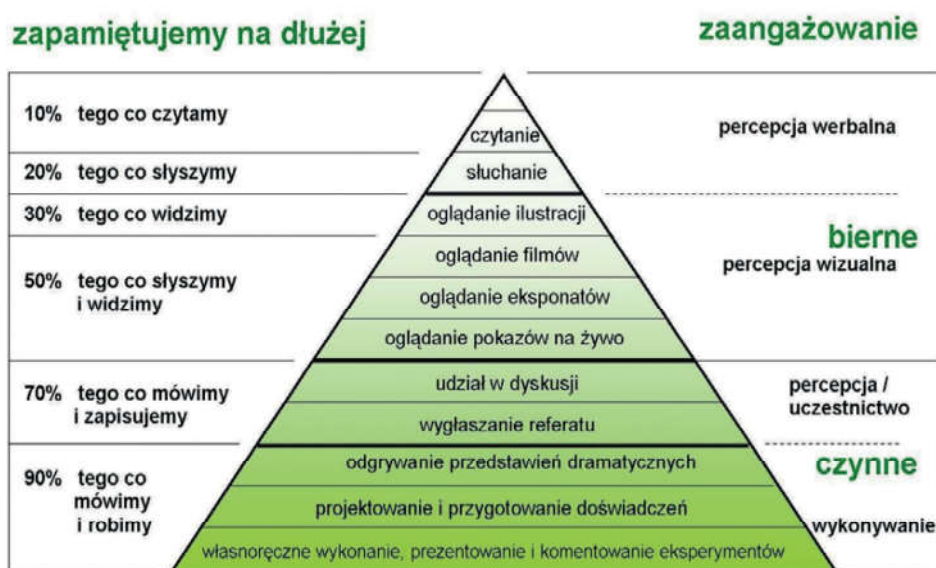 zapamiętujemy na dłużej
zaangażowanie
10% tego co czytamy
czytanie
percepcja werbalna
20% tego co słyszymy
słuchanie
30% tego co widzimy
oglądanie ilustracji
bierne
percepcja wizualna
50% tego co słyszymy
i widzimy
oglądanie filmów
oglądanie eksponatów
oglądanie pokazów na żywo
70% tego co mówimy
i zapisujemy
udział w dyskusji
wygłaszanie referatu
percepcja /
uczestnictwo
90% tego co
mówimy
i robimy
odgrywanie przedstawień dramatycznych
projektowanie i przygotowanie doświadczeń
własnoręczne wykonanie, prezentowanie i komentowanie eksperymentów
czynne
wykonywanie